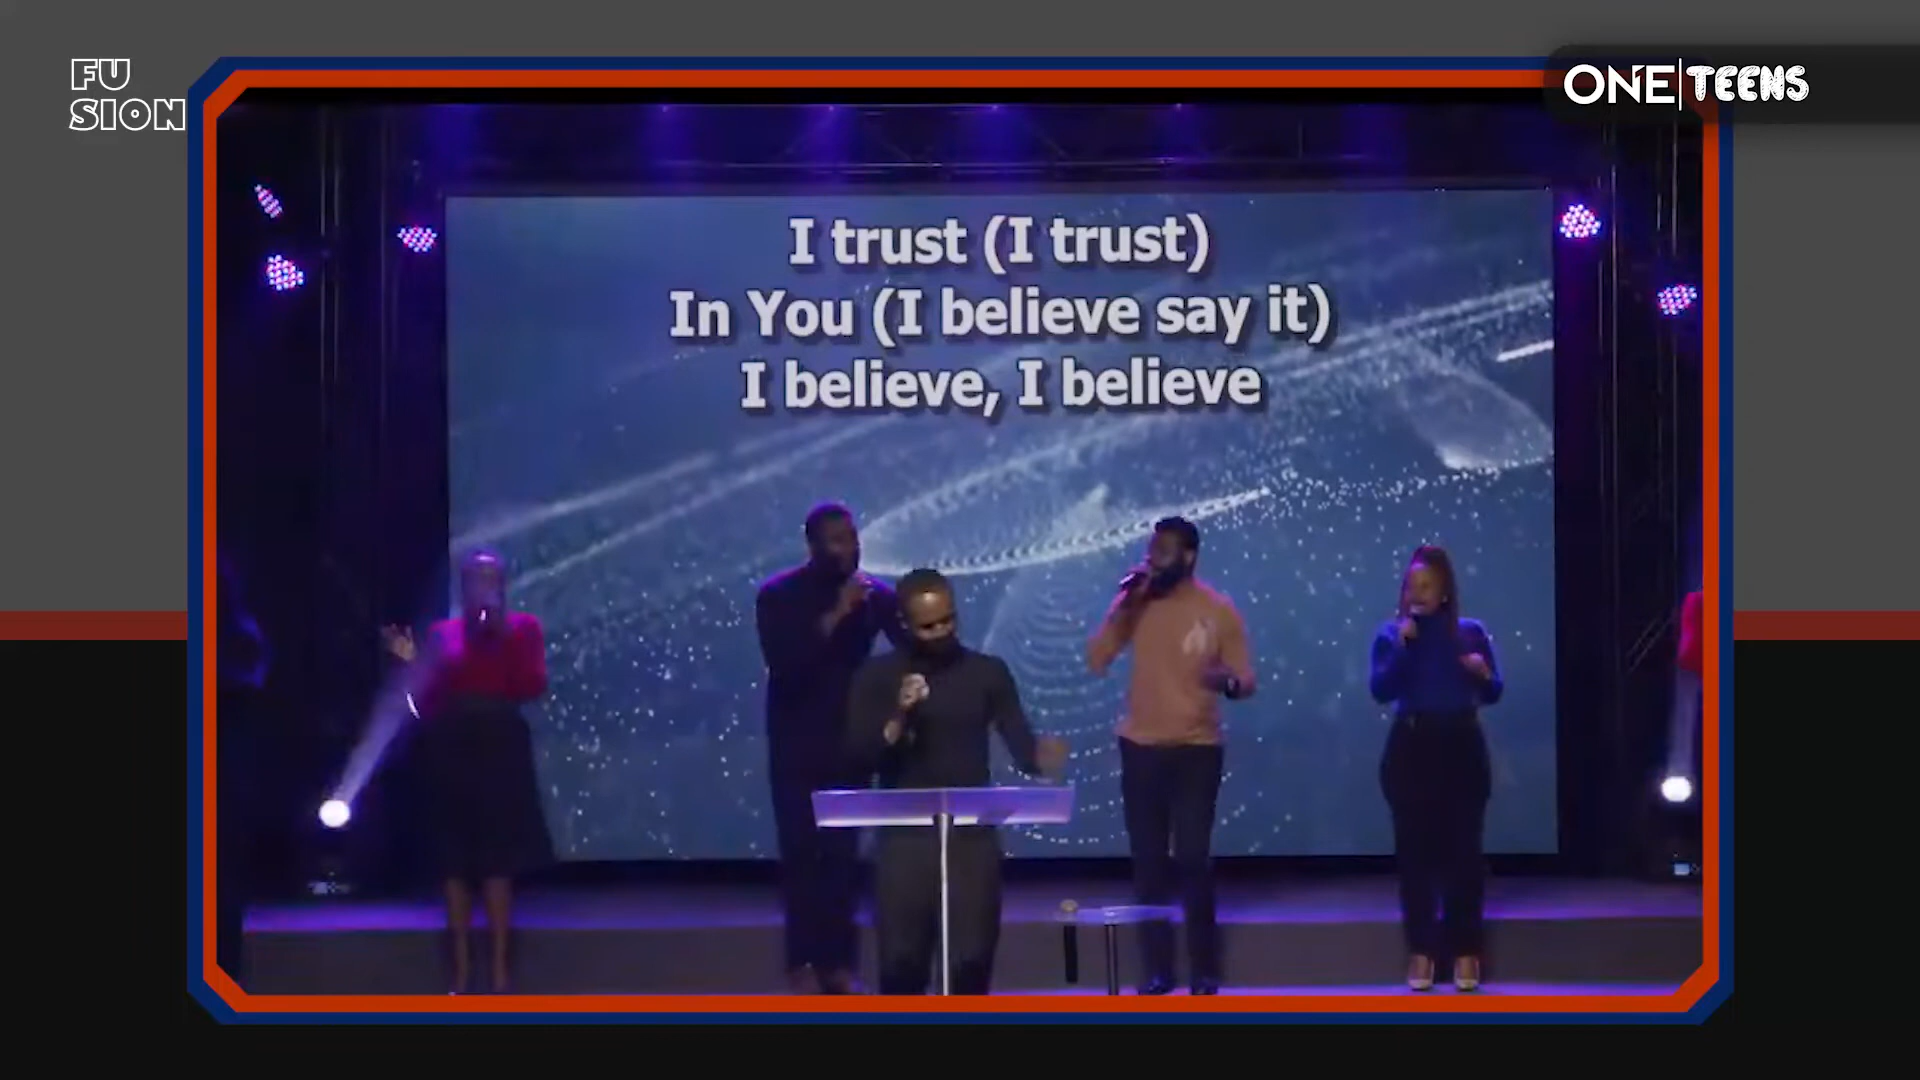 FU
SION
ONE TEENS
I trust (I trust)
In You (I believe say it)
I believe, I believe